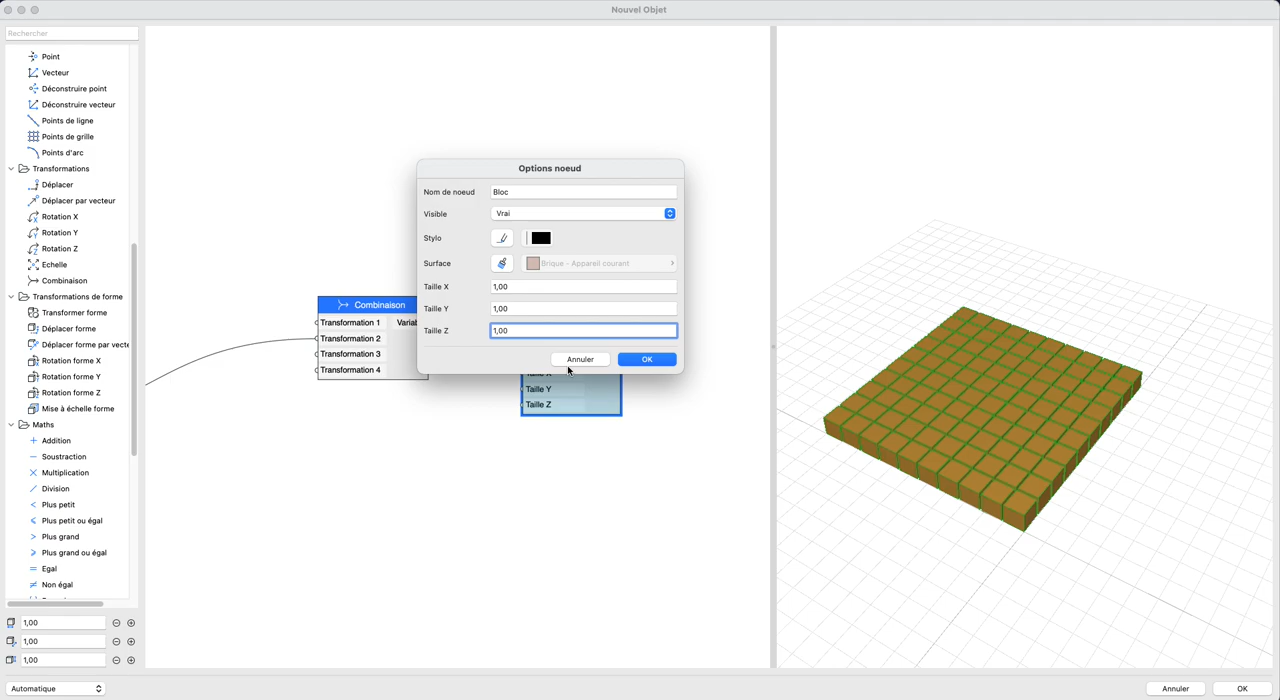 Nouvel Objet
Rechercher
Point
Vecteur
Déconstruire point
Déconstruire vecteur
Points de ligne
Points de grille
Points d'arc
Transformations
Déplacer
Déplacer par vecteur
Rotation X
Rotation Y
Rotation Z
Echelle
Combinaison
Transformations de forme
Transformer forme
Déplacer forme
Déplacer forme par vecte
Rotation forme X
Rotation forme Y
Rotation forme Z
Mise à échelle forme
Maths
Addition
Soustraction
Multiplication
Division
Plus petit
Plus petit ou égal
Plus grand
Plus grand ou égal
Egal
Non égal
1,00
1,00
1,00
Automatique
Combinaison
Transformation 1 Variab
Transformation 2
Transformation 3
Transformation 4
Options noeud
Nom de noeud Bloc
Visible Vrai
Stylo
Surface Brique - Appareil courant
Taille X 1,00
Taille Y 1,00
Taille Z 1,00
Annuler OK
Taille X
Taille Y
Taille Z
Annuler OK